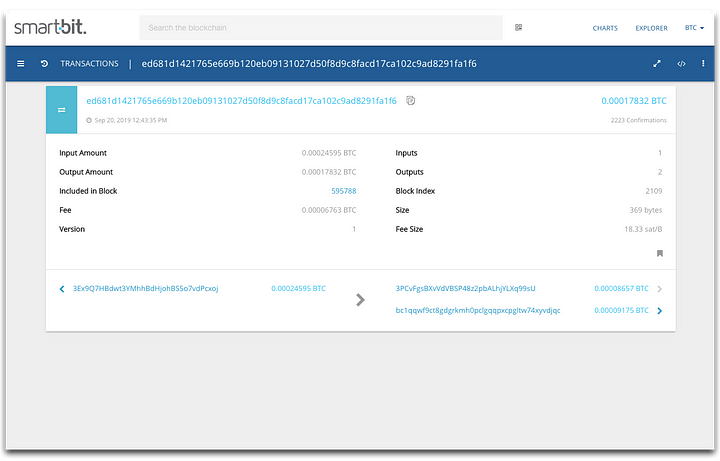 smartbit.
Search the blockchain
CHARTS
EXPLORER
BTC
TRANSACTIONS | ed681d1421765e669b120eb09131027d50f8d9c8facd17ca102c9ad8291fa1f6
ed681d1421765e669b120eb09131027d50f8d9c8facd17ca102c9ad8291fa1f6
0.00017832 BTC
Sep 20, 2019 12:43:35 PM
2223 Confirmations
Input Amount 0.00024595 BTC
Inputs 1
Output Amount 0.00017832 BTC
Outputs 2
Included in Block 595788
Block Index 2109
Fee 0.00006763 BTC
Size 369 bytes
Version 1
Fee Size 18.33 sat/B
3Ex9Q7HBdwt3YMhhBdHjohBSSo7vdPcxoj 0.00024595 BTC
3PCvFgsBXvVdVBSP48z2pbALhjYLXq99sU 0.00008657 BTC
bc1qqwf9ct8gdgrkmh0pclgqqpxcpgltw74xyvdjqc 0.00009175 BTC